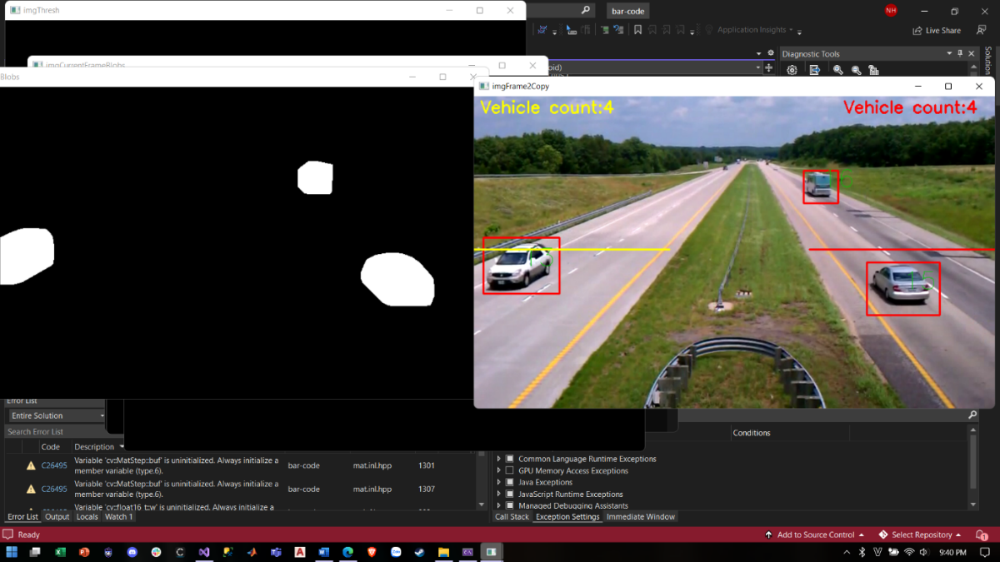 imgThresh
bar-code
NH
Live Share
Application Insights
imgCurrentFrameBlobs
oid)
Diagnostic Tools
Solution
Blobs
imgFrame2Copy
Vehicle count:4
Vehicle count:4
Error List
Entire Solution
Search Error List
Conditions
Code
Description
C26495
Variable 'cv::MatStep::buf' is uninitialized. Always initialize a
member variable (type.6).
bar-code
mat.inl.hpp
1301
C26495
Variable 'cv::MatStep::buf' is uninitialized. Always initialize a
member variable (type.6).
bar-code
mat.inl.hpp
1307
Variable 'cv::float16_t::w' is uninitialized. Always initialize a
Common Language Runtime Exceptions
GPU Memory Access Exceptions
Java Exceptions
JavaScript Runtime Exceptions
Managed Debugging Assistants
Error List
Output
Locals
Watch 1
Call Stack
Exception Settings
Immediate Window
Ready
Add to Source Control
Select Repository
1
9:40 PM